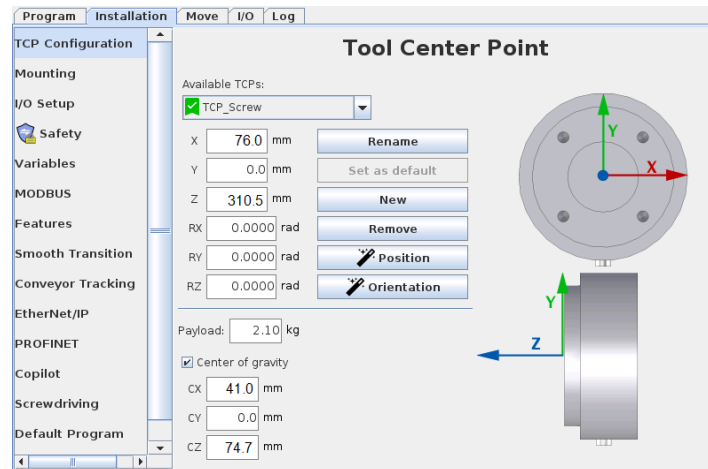 Program Installation Move I/O Log
TCP Configuration
Mounting
I/O Setup
Safety
Variables
MODBUS
Features
Smooth Transition
Conveyor Tracking
EtherNet/IP
PROFINET
Copilot
Screwdriving
Default Program
Tool Center Point
Available TCPs:
TCP_Screw
X 76.0 mm Rename
Y 0.0 mm Set as default
Z 310.5 mm New
RX 0.0000 rad Remove
RY 0.0000 rad Position
RZ 0.0000 rad Orientation
Payload: 2.10 kg
Center of gravity
CX 41.0 mm
CY 0.0 mm
CZ 74.7 mm
Y
X
Y
Z